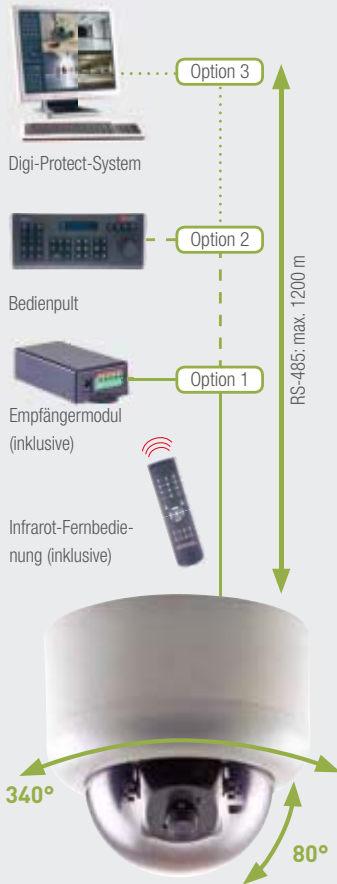 Option 3
Digi-Protect-System
Option 2
Bedienpult
Option 1
Empfängermodul
(inklusive)
Infrarot-Fernbedie-
nung (inklusive)
RS-485: max. 1200 m
340°
80°